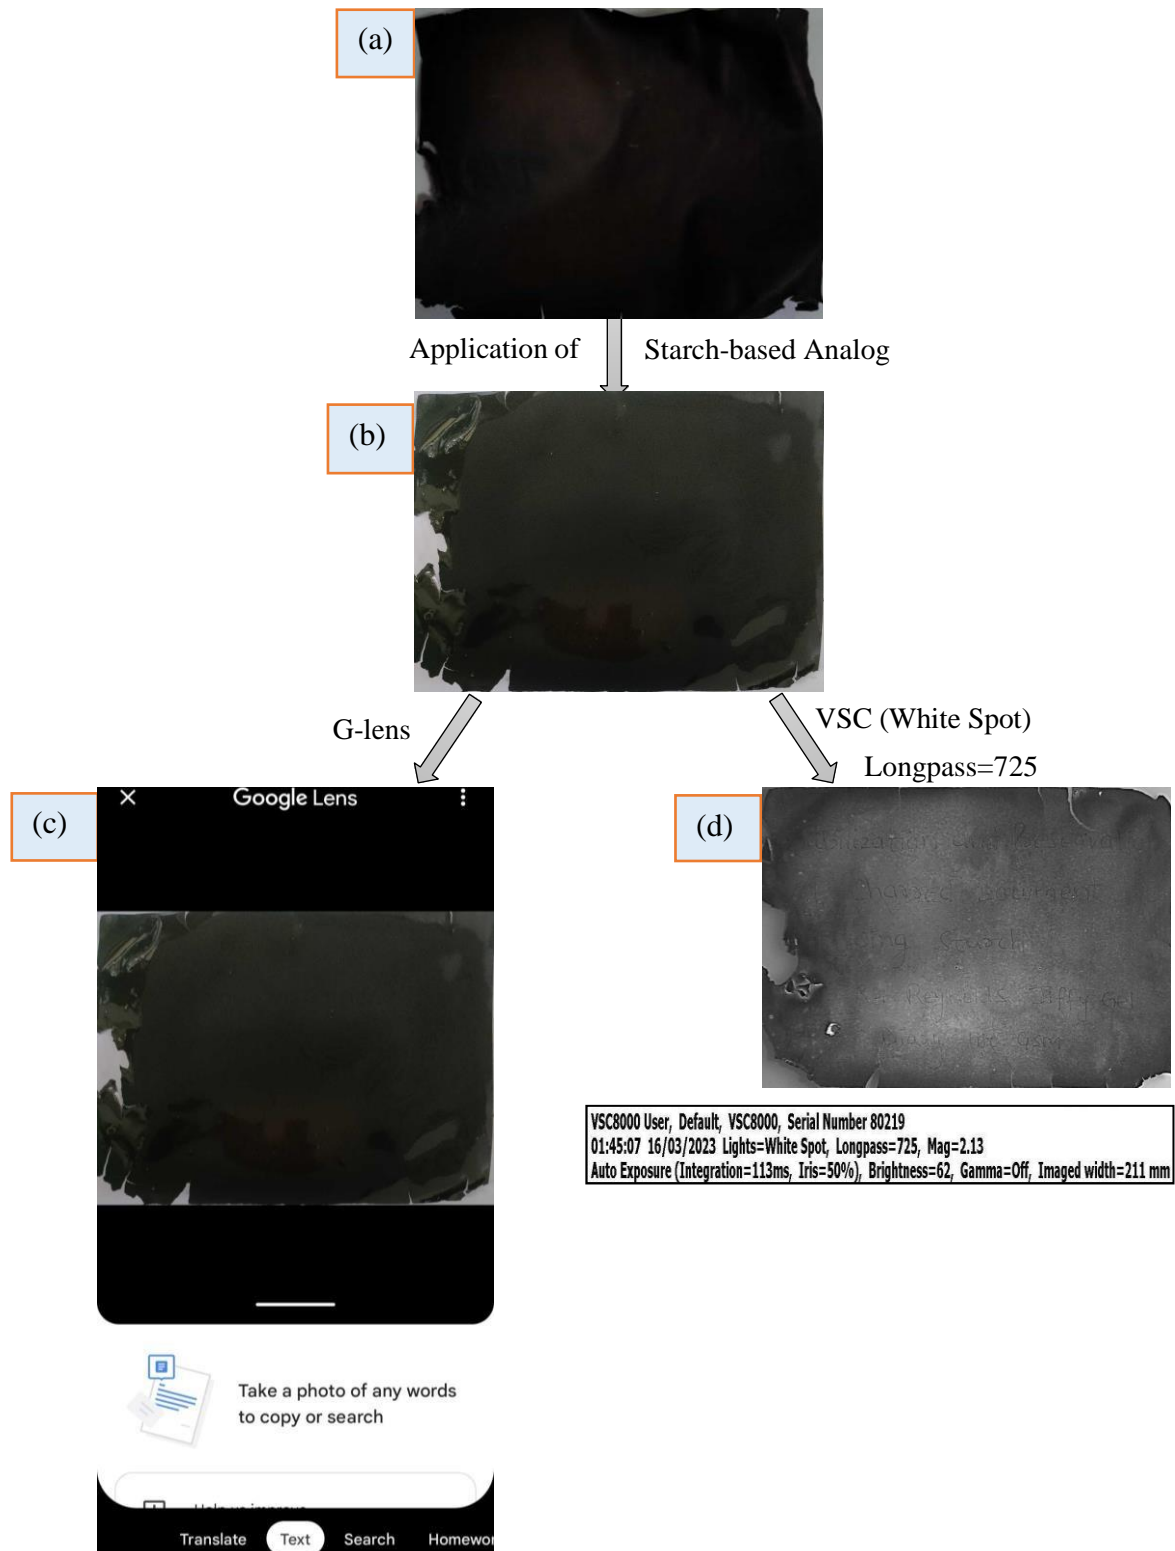 (a)
Application of Starch-based Analog
(b)
G-lens
VSC (White Spot)
Longpass=725
(c)
Google Lens
(d)
Starch
VSC8000 User, Default, VSC8000, Serial Number 80219
01:45:07 16/03/2023 Lights=White Spot, Longpass=725, Mag=2.13
Auto Exposure (Integration=113ms, Iris=50%), Brightness=62, Gamma=Off, Imaged width=211 mm
Take a photo of any words
to copy or search
Translate Text Search